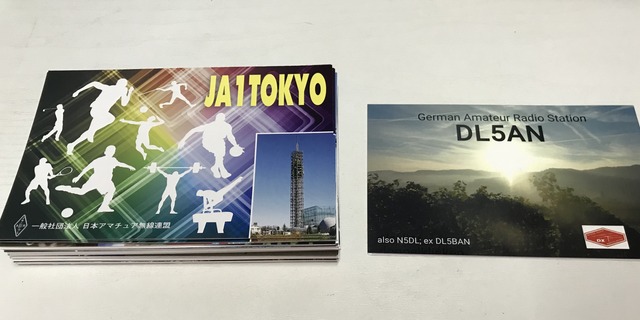 JA1TOKYO
一般社団法人 日本アマチュア無線連盟
German Amateur Radio Station
DL5AN
also N5DL; ex DL5BAN
DX